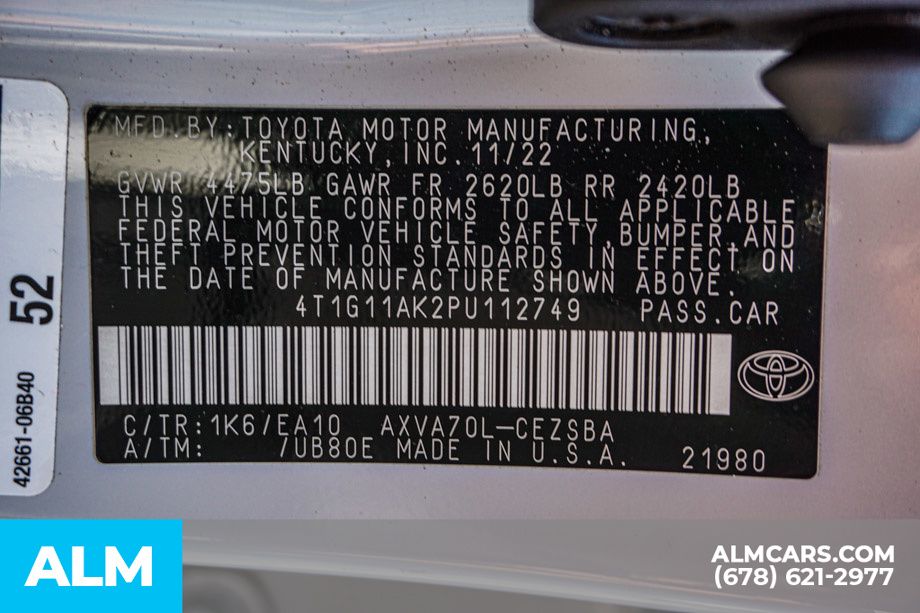 MFD.BY:TOYOTA MOTOR MANUFACTURING,
KENTUCKY,INC.11/22
GVWR 4475LB GAWR FR 2620LB RR 2420LB
THIS VEHICLE CONFORMS TO ALL APPLICABLE
FEDERAL MOTOR VEHICLE SAFETY,BUMPER,AND
THEFT PREVENTION STANDARDS IN EFFECT ON
THE DATE OF MANUFACTURE SHOWN ABOVE.
4T1G11AK2PU112749 PASS.CAR
C/TR:1K6/EA10 AXVA70L-CEZSBA
A/TM: /UB80E MADE IN U.S.A. 21980
52
42661-06B40
ALM
ALMCARS.COM
(678) 621-2977